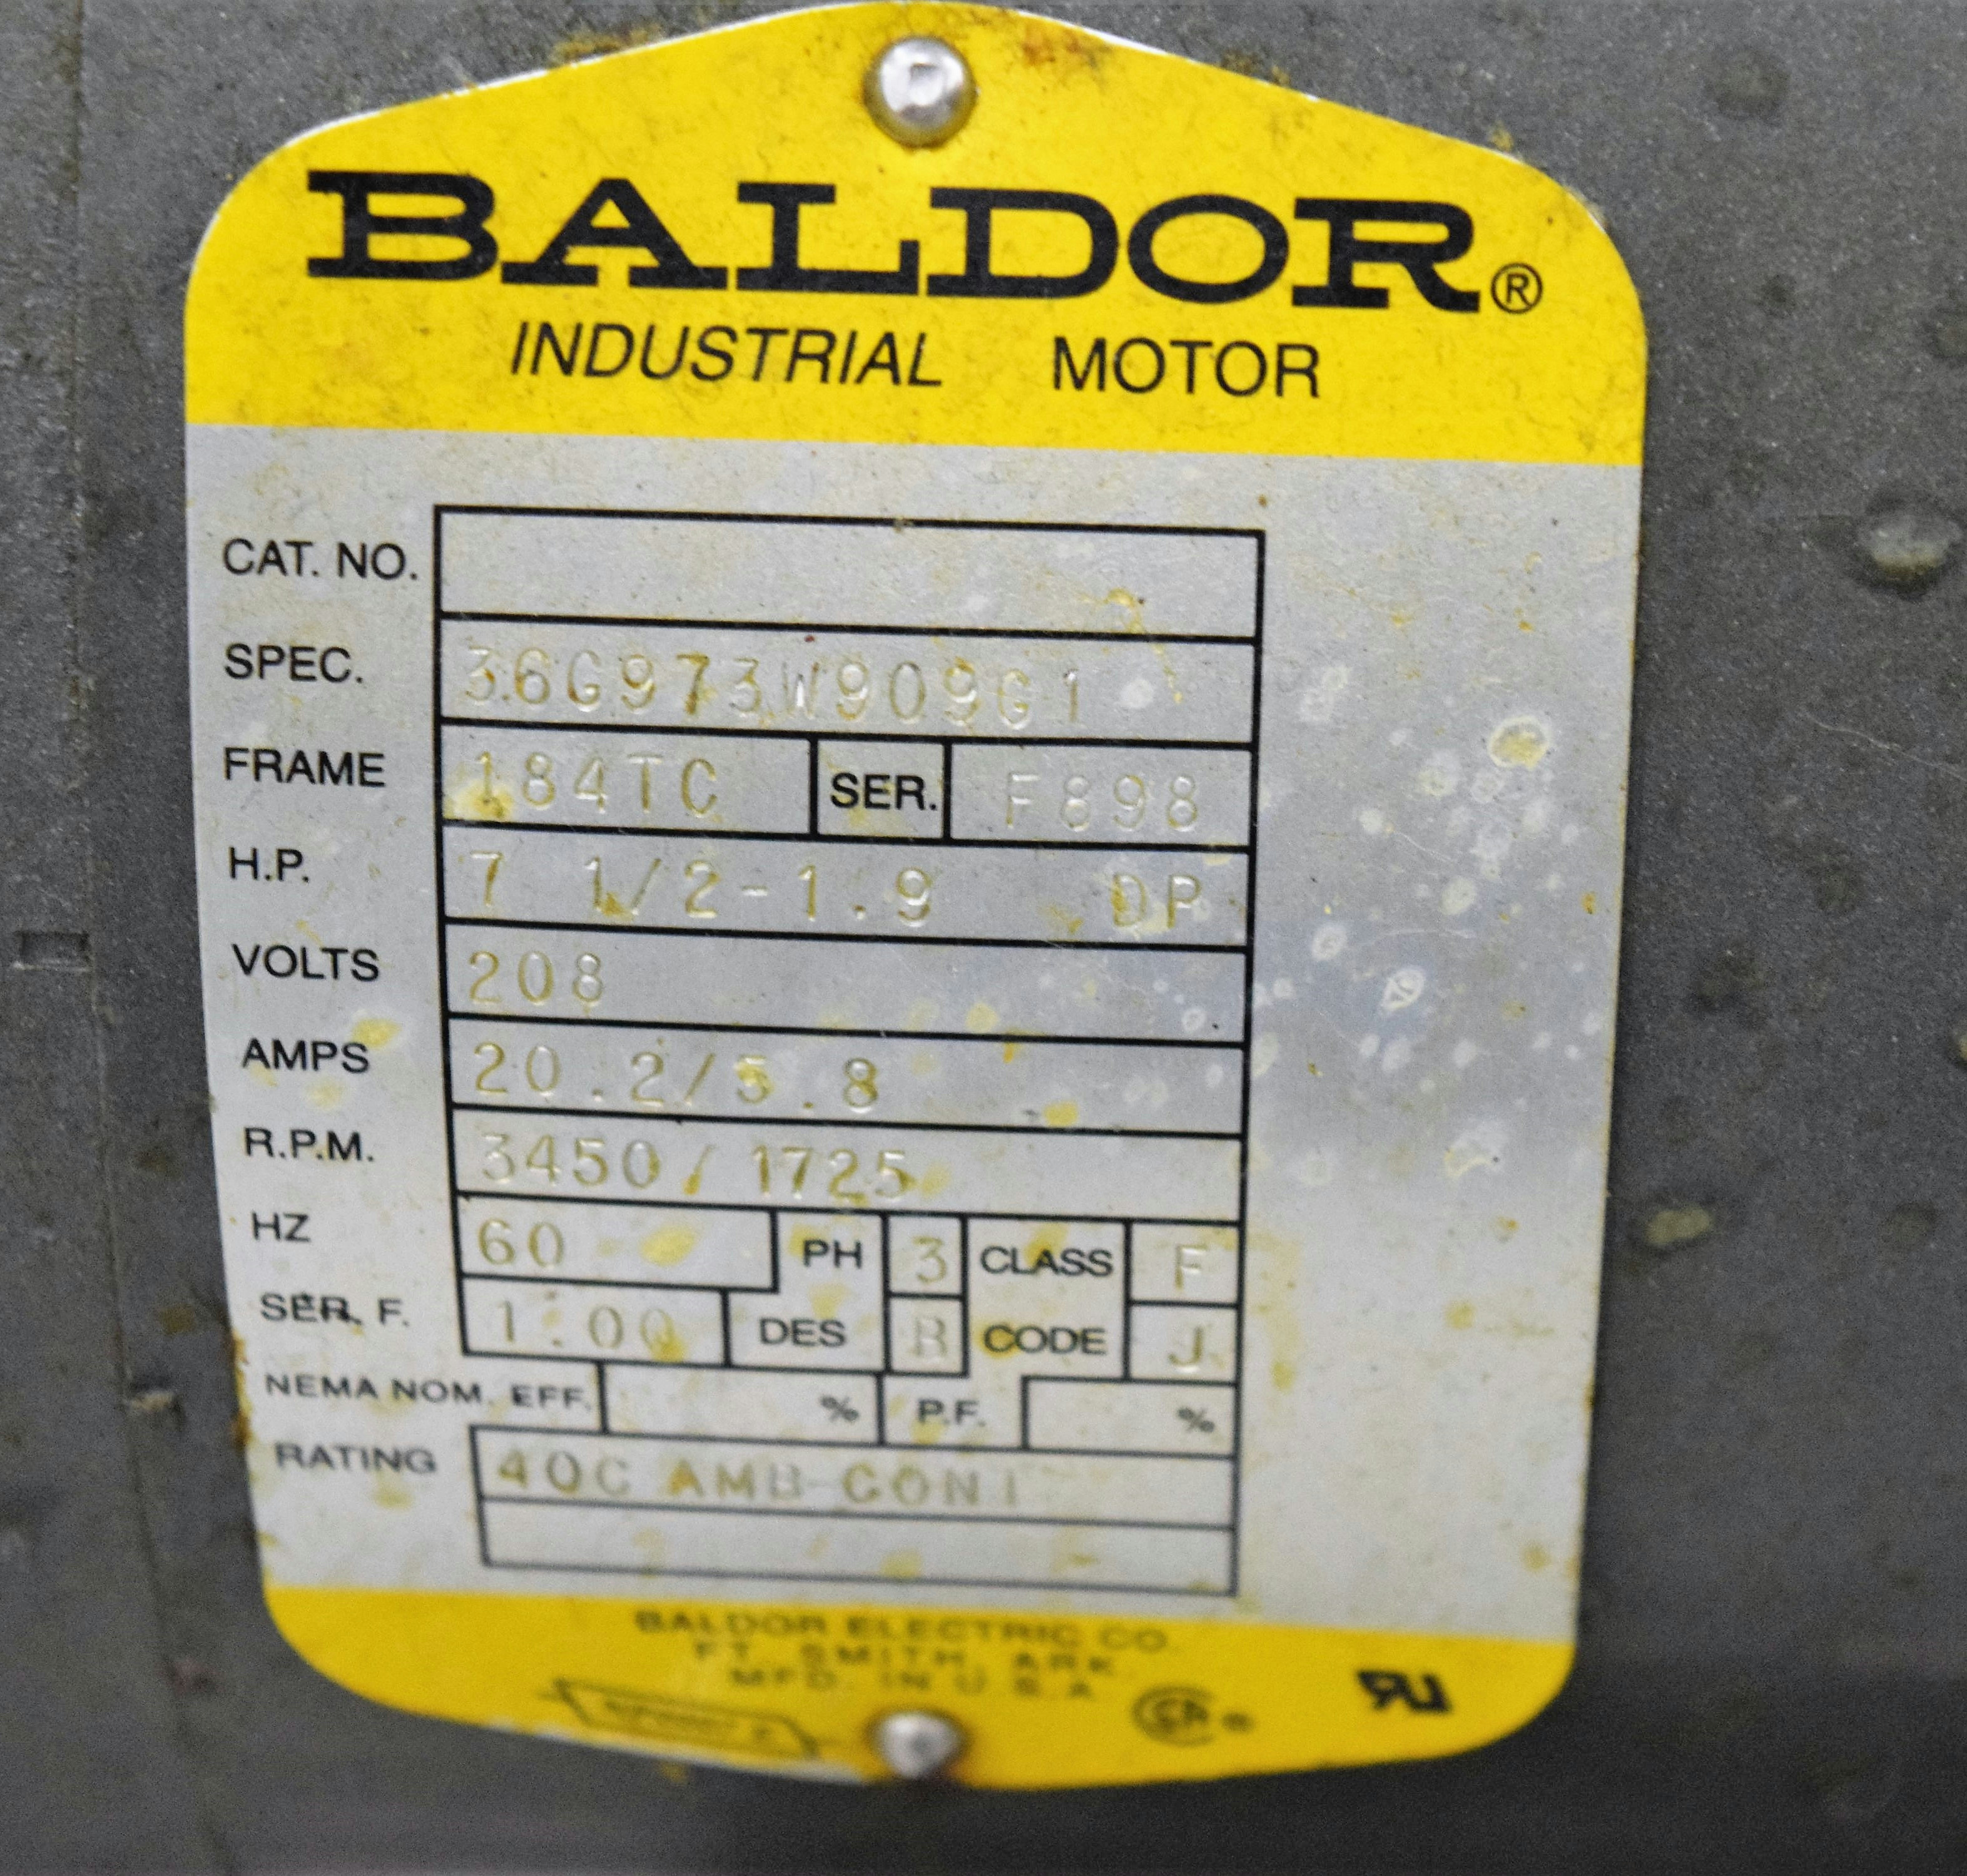 BALDOR®
INDUSTRIAL MOTOR
CAT. NO.
SPEC. 36G973W909G1
FRAME 184TC SER. F898
H.P. 7 1/2-1.9 DP
VOLTS 208
AMPS 20.2/5.8
R.P.M. 3450/1725
HZ 60 PH 3 CLASS F
SER. F. 1.00 DES B CODE J
NEMA NOM. EFF. % P.F. %
RATING 40C AMB-CONT
BALDOR ELECTRIC CO.
FT. SMITH, ARK.
MFD. IN U.S.A.